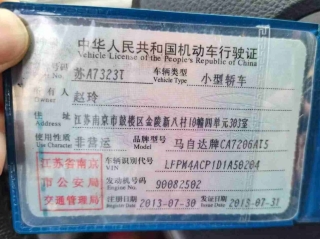 中华人民共和国机动车行驶证
Vehicle License of the People's Republic of China
号牌号码 苏A7323T 车辆类型 小型轿车
Plate No. Vehicle Type
所有人 赵玲
Owner
住址 江苏南京市鼓楼区金陵新八村10幢四单元303室
Address
使用性质 非营运 品牌型号 马自达牌CA7206AT5
Use Character Model
江苏省南京 车辆识别代号 LFPM4ACP1D1A50264
VIN
市公安局 发动机号码 90082502
Engine No.
交通管理局 注册日期 2013-07-30 发证日期 2013-07-31
Register Date Issue Date